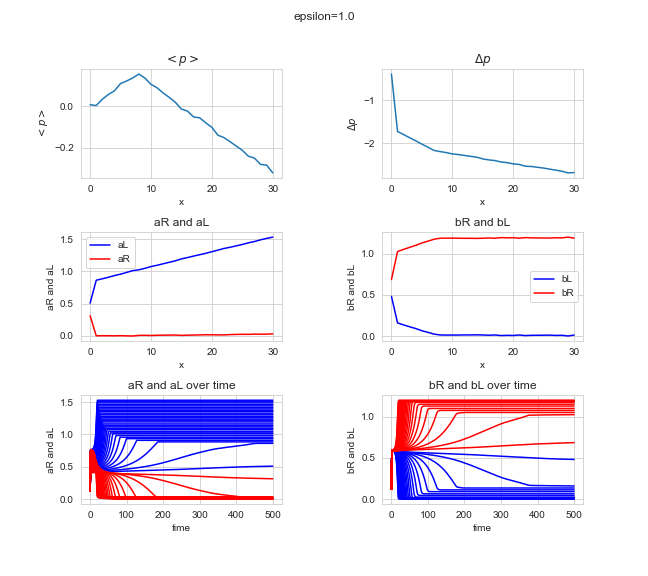 epsilon=1.0
< p >
Δp
0.0
−0.2
< p >
0 10 20 30
x
−1
−2
Δp
0 10 20 30
x
aR and aL
bR and bL
1.5
1.0
0.5
0.0
aR and aL
aL
aR
0 10 20 30
x
1.0
0.5
0.0
bR and bL
bL
bR
0 10 20 30
x
aR and aL over time
bR and bL over time
1.5
1.0
0.5
0.0
aR and aL
0 100 200 300 400 500
time
1.0
0.5
0.0
bR and bL
0 100 200 300 400 500
time